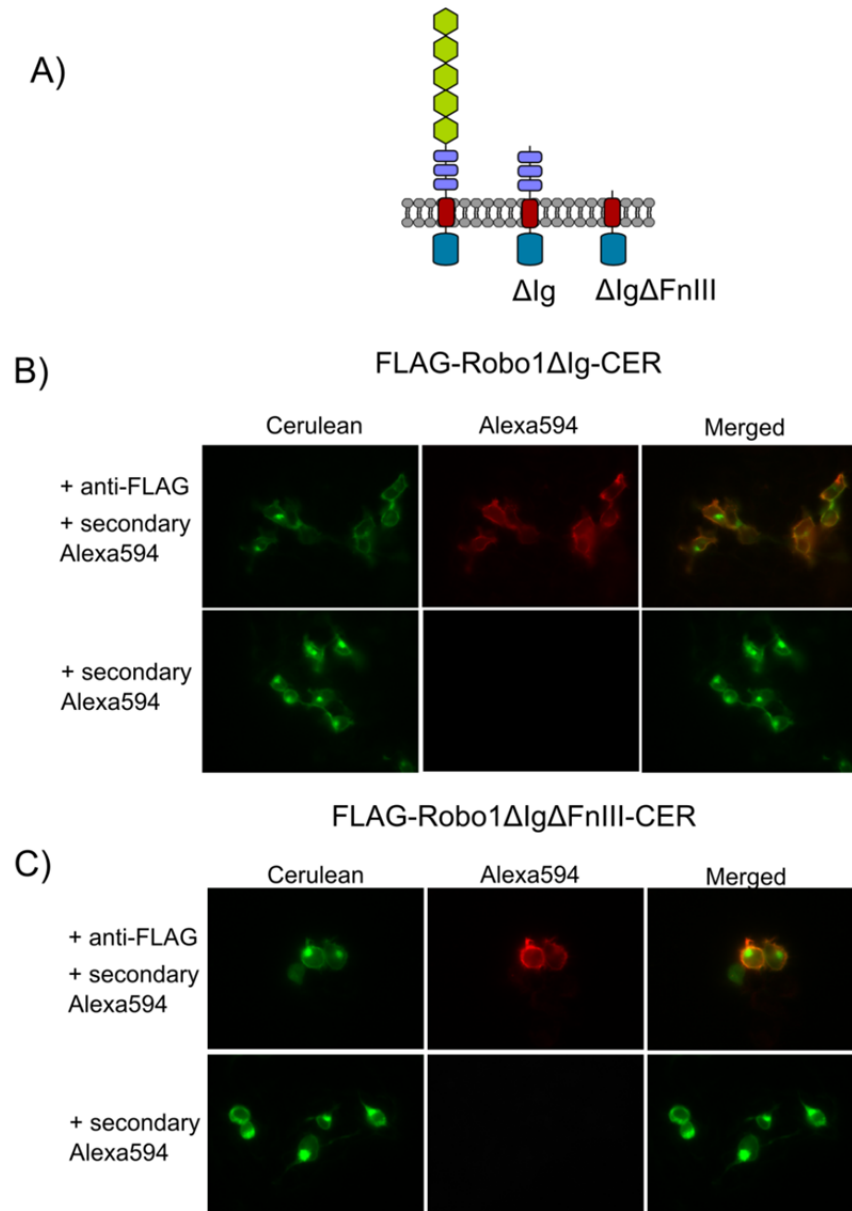 A)
ΔIg
ΔIgΔFnIII
B)
FLAG-Robo1ΔIg-CER
Cerulean
Alexa594
Merged
+ anti-FLAG
+ secondary
Alexa594
+ secondary
Alexa594
FLAG-Robo1ΔIgΔFnIII-CER
C)
Cerulean
Alexa594
Merged
+ anti-FLAG
+ secondary
Alexa594
+ secondary
Alexa594